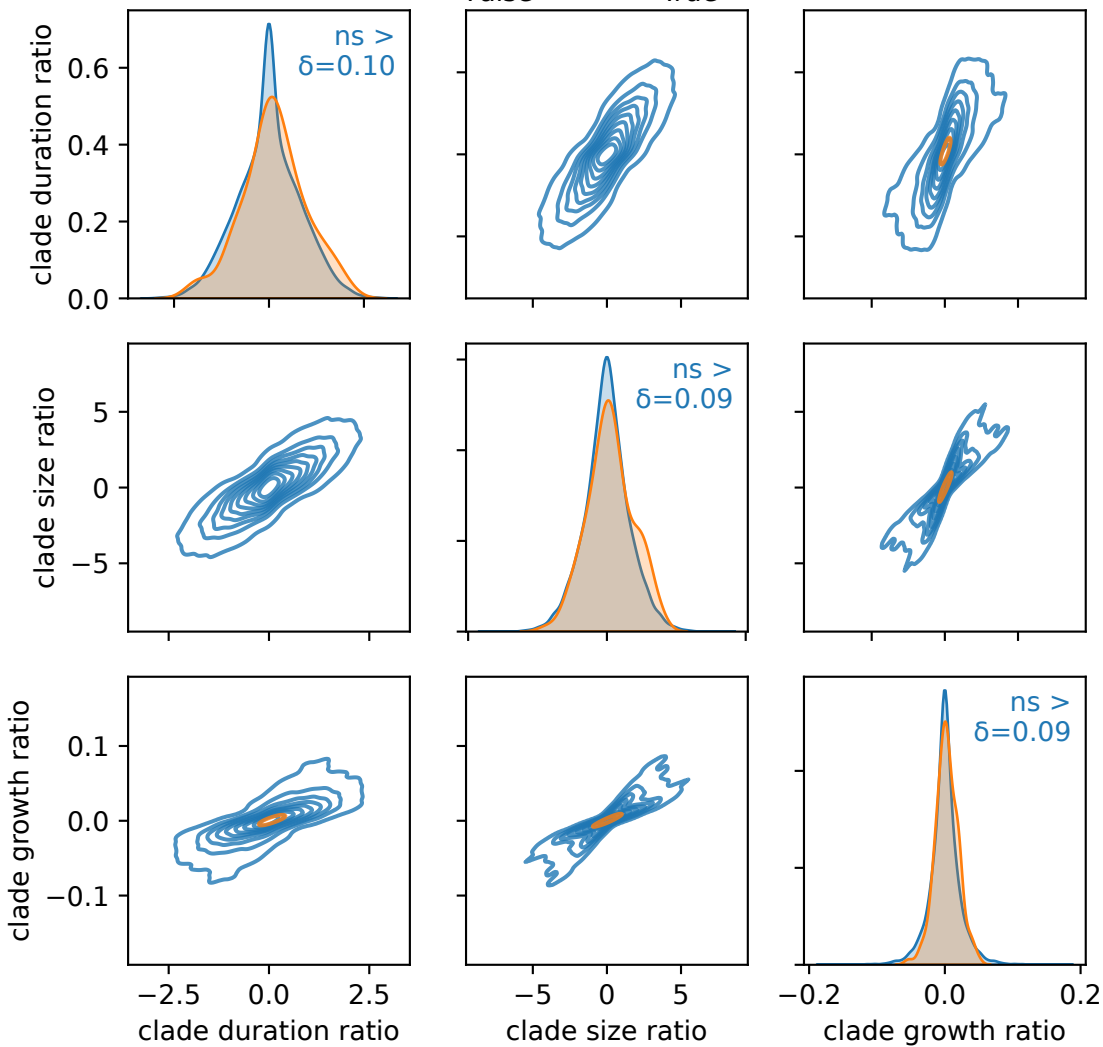 clade duration ratio
0.6
0.4
0.2
0.0
ns >
δ=0.10
clade size ratio
5
0
−5
ns >
δ=0.09
clade growth ratio
0.1
0.0
−0.1
ns >
δ=0.09
−2.5 0.0 2.5
−5 0 5
−0.2 0.0 0.2
clade duration ratio
clade size ratio
clade growth ratio